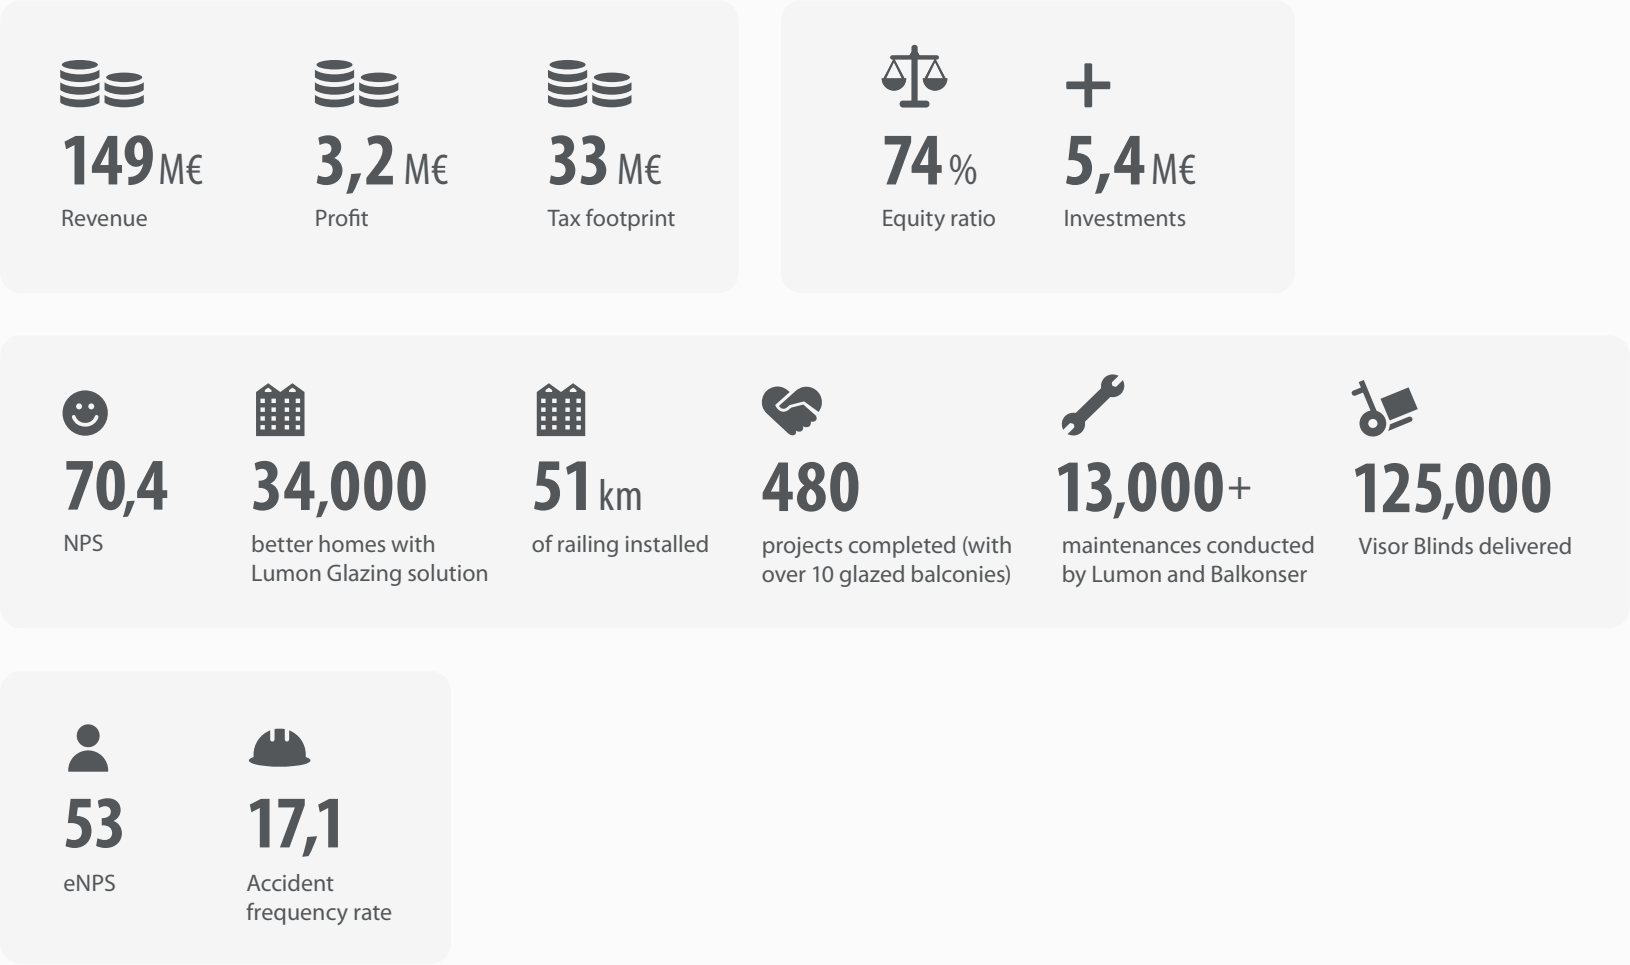 149 M€
Revenue
3,2 M€
Profit
33 M€
Tax footprint
74 %
Equity ratio
5,4 M€
Investments
70,4
NPS
34,000
better homes with
Lumon Glazing solution
51 km
of railing installed
480
projects completed (with
over 10 glazed balconies)
13,000+
maintenances conducted
by Lumon and Balkonser
125,000
Visor Blinds delivered
53
eNPS
17,1
Accident
frequency rate